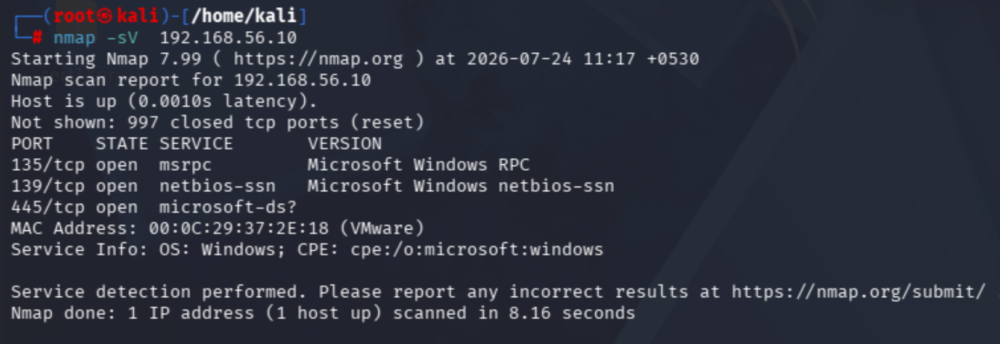 ┌──(root㉿kali)-[/home/kali]
└─# nmap -sV  192.168.56.10
Starting Nmap 7.99 ( https://nmap.org ) at 2026-07-24 11:17 +0530
Nmap scan report for 192.168.56.10
Host is up (0.0010s latency).
Not shown: 997 closed tcp ports (reset)
PORT    STATE SERVICE       VERSION
135/tcp open  msrpc         Microsoft Windows RPC
139/tcp open  netbios-ssn   Microsoft Windows netbios-ssn
445/tcp open  microsoft-ds?
MAC Address: 00:0C:29:37:2E:18 (VMware)
Service Info: OS: Windows; CPE: cpe:/o:microsoft:windows

Service detection performed. Please report any incorrect results at https://nmap.org/submit/
Nmap done: 1 IP address (1 host up) scanned in 8.16 seconds